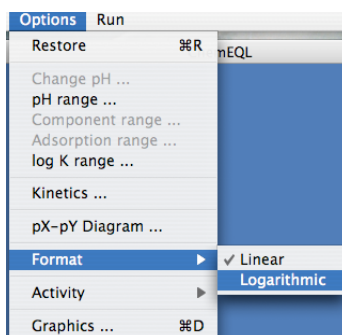 Options Run
Restore ⌘R
mEQL
Change pH ...
pH range ...
Component range ...
Adsorption range ...
log K range ...
Kinetics ...
pX-pY Diagram ...
Format ▶ ✓ Linear
Logarithmic
Activity ▶
Graphics ... ⌘D